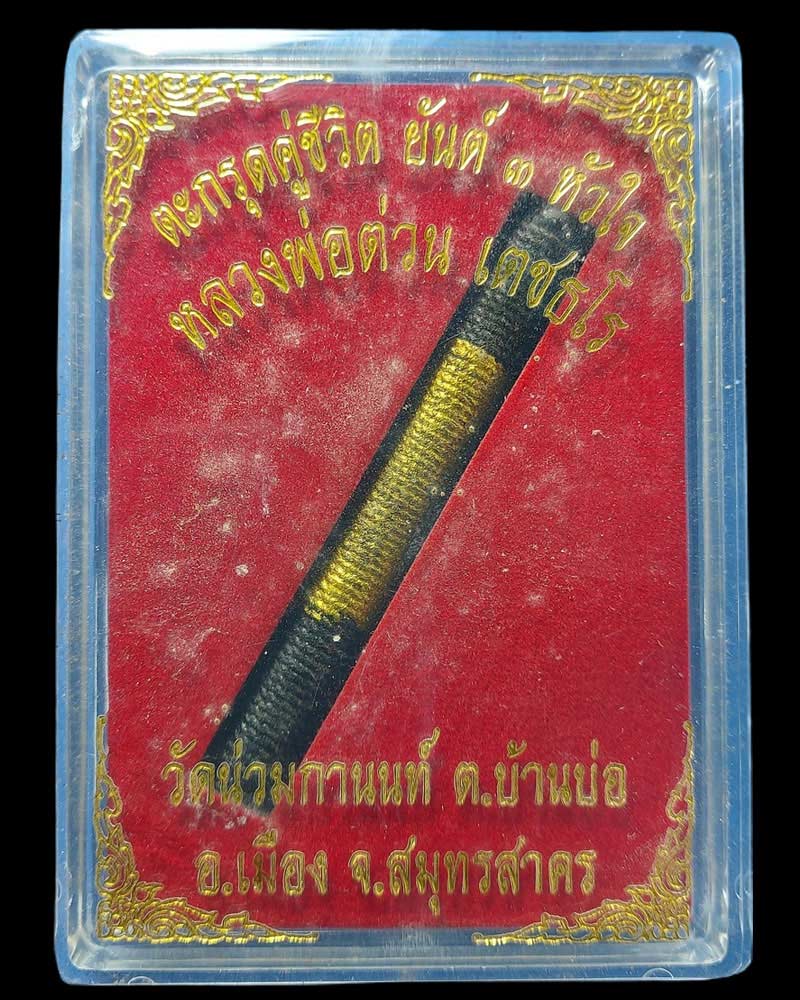 ตะกรุดคู่ชีวิต ยันต์ ๓ หัวใจ
หลวงพ่อต่วน เตชธโร
วัดน่วมกานนท์ ต.บ้านบ่อ
อ.เมือง จ.สมุทรสาคร